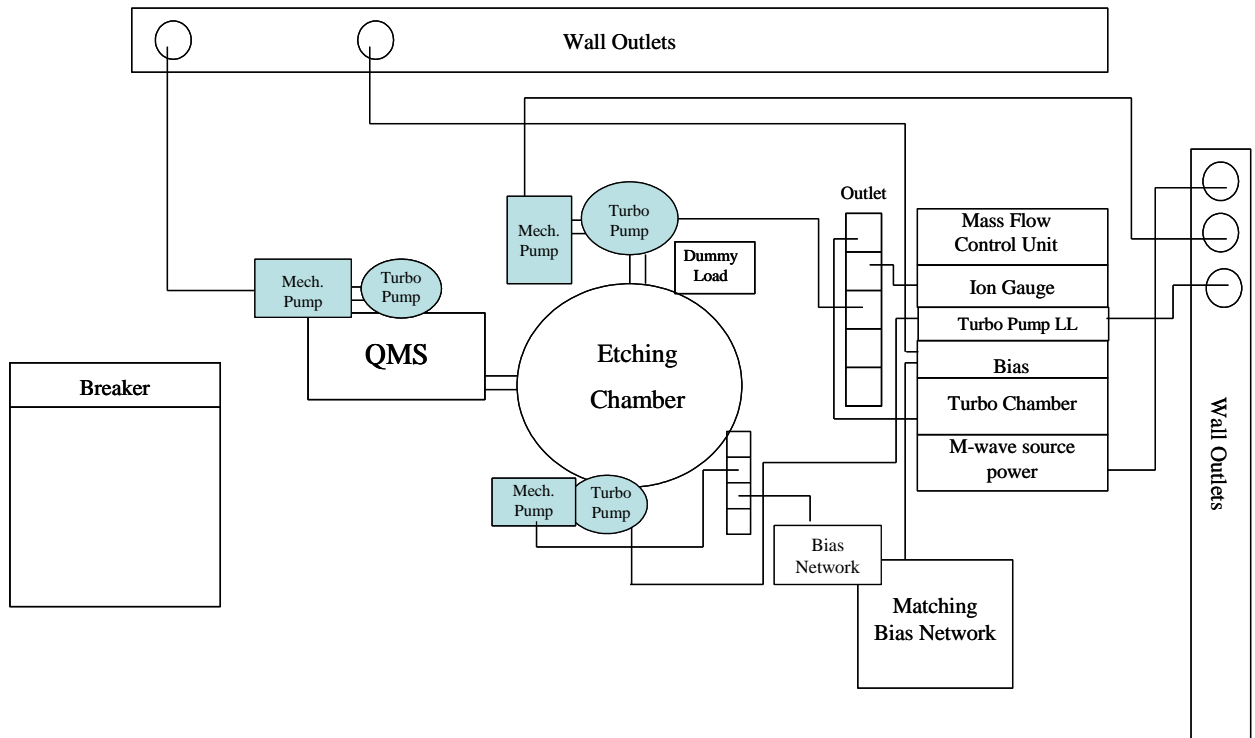 Wall Outlets
Outlet
Mech.
Pump
Turbo
Pump
Dummy
Load
Mass Flow
Control Unit
Ion Gauge
Turbo Pump LL
Bias
Turbo Chamber
M-wave source
power
Mech.
Pump
Turbo
Pump
QMS
Etching
Chamber
Breaker
Wall Outlets
Mech.
Pump
Turbo
Pump
Bias
Network
Matching
Bias Network